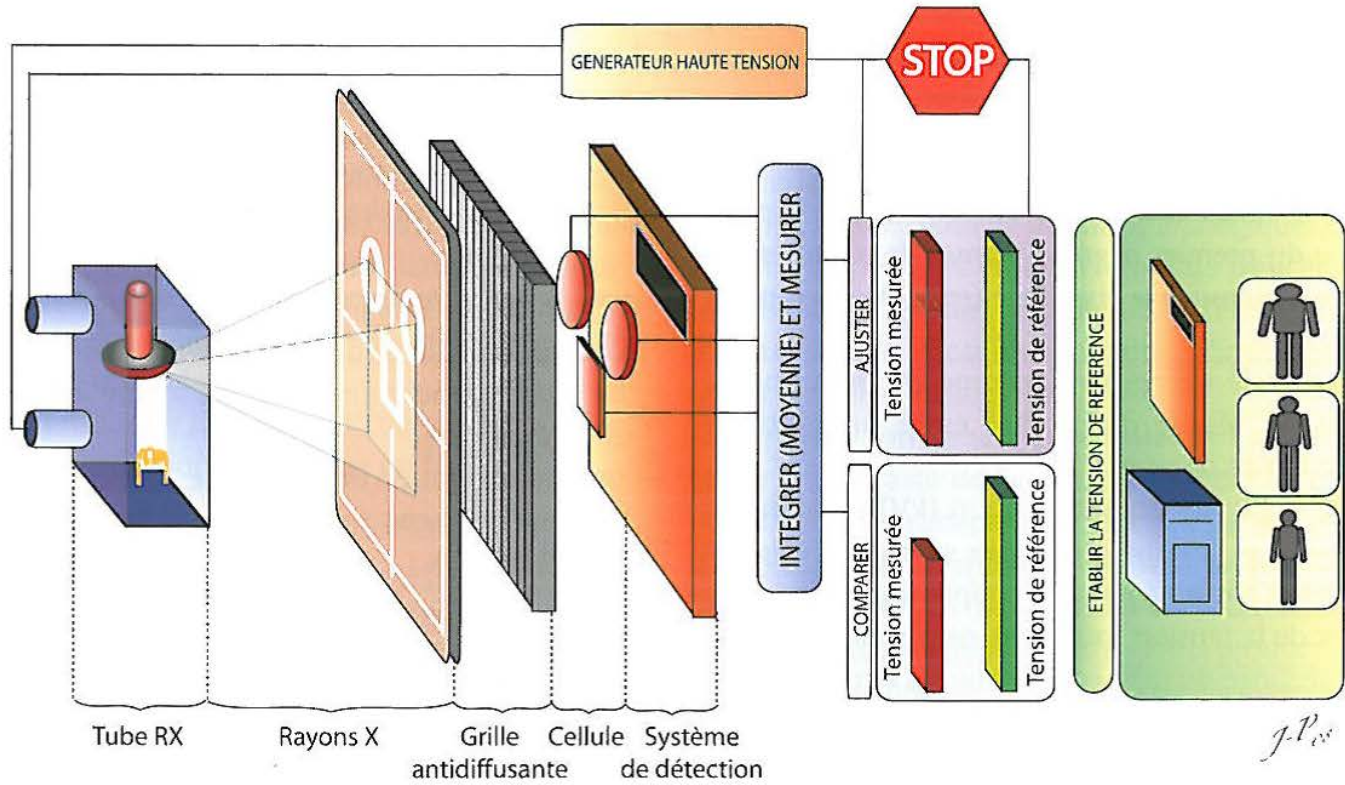 GENERATEUR HAUTE TENSION
STOP
INTÉGRER (MOYENNE) ET MESURER
AJUSTER
Tension mesurée
Tension de référence
COMPARER
Tension mesurée
Tension de référence
ETABLIR LA TENSION DE REFERENCE
Tube RX
Rayons X
Grille
antidiffusante
Cellule
Système
de détection